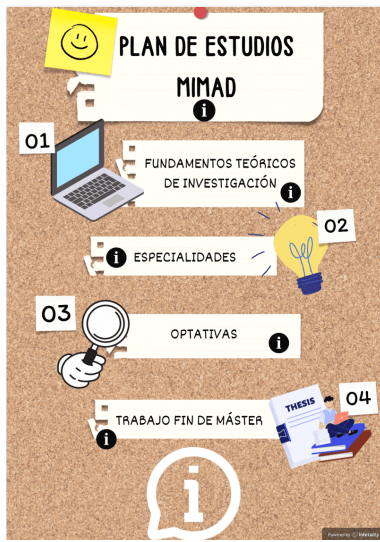 PLAN DE ESTUDIOS
MIMAD
i
01
FUNDAMENTOS TEÓRICOS
DE INVESTIGACIÓN
i
02
i
ESPECIALIDADES
03
OPTATIVAS
i
04
THESIS
TRABAJO FIN DE MÁSTER
i
i
Powered by interacty